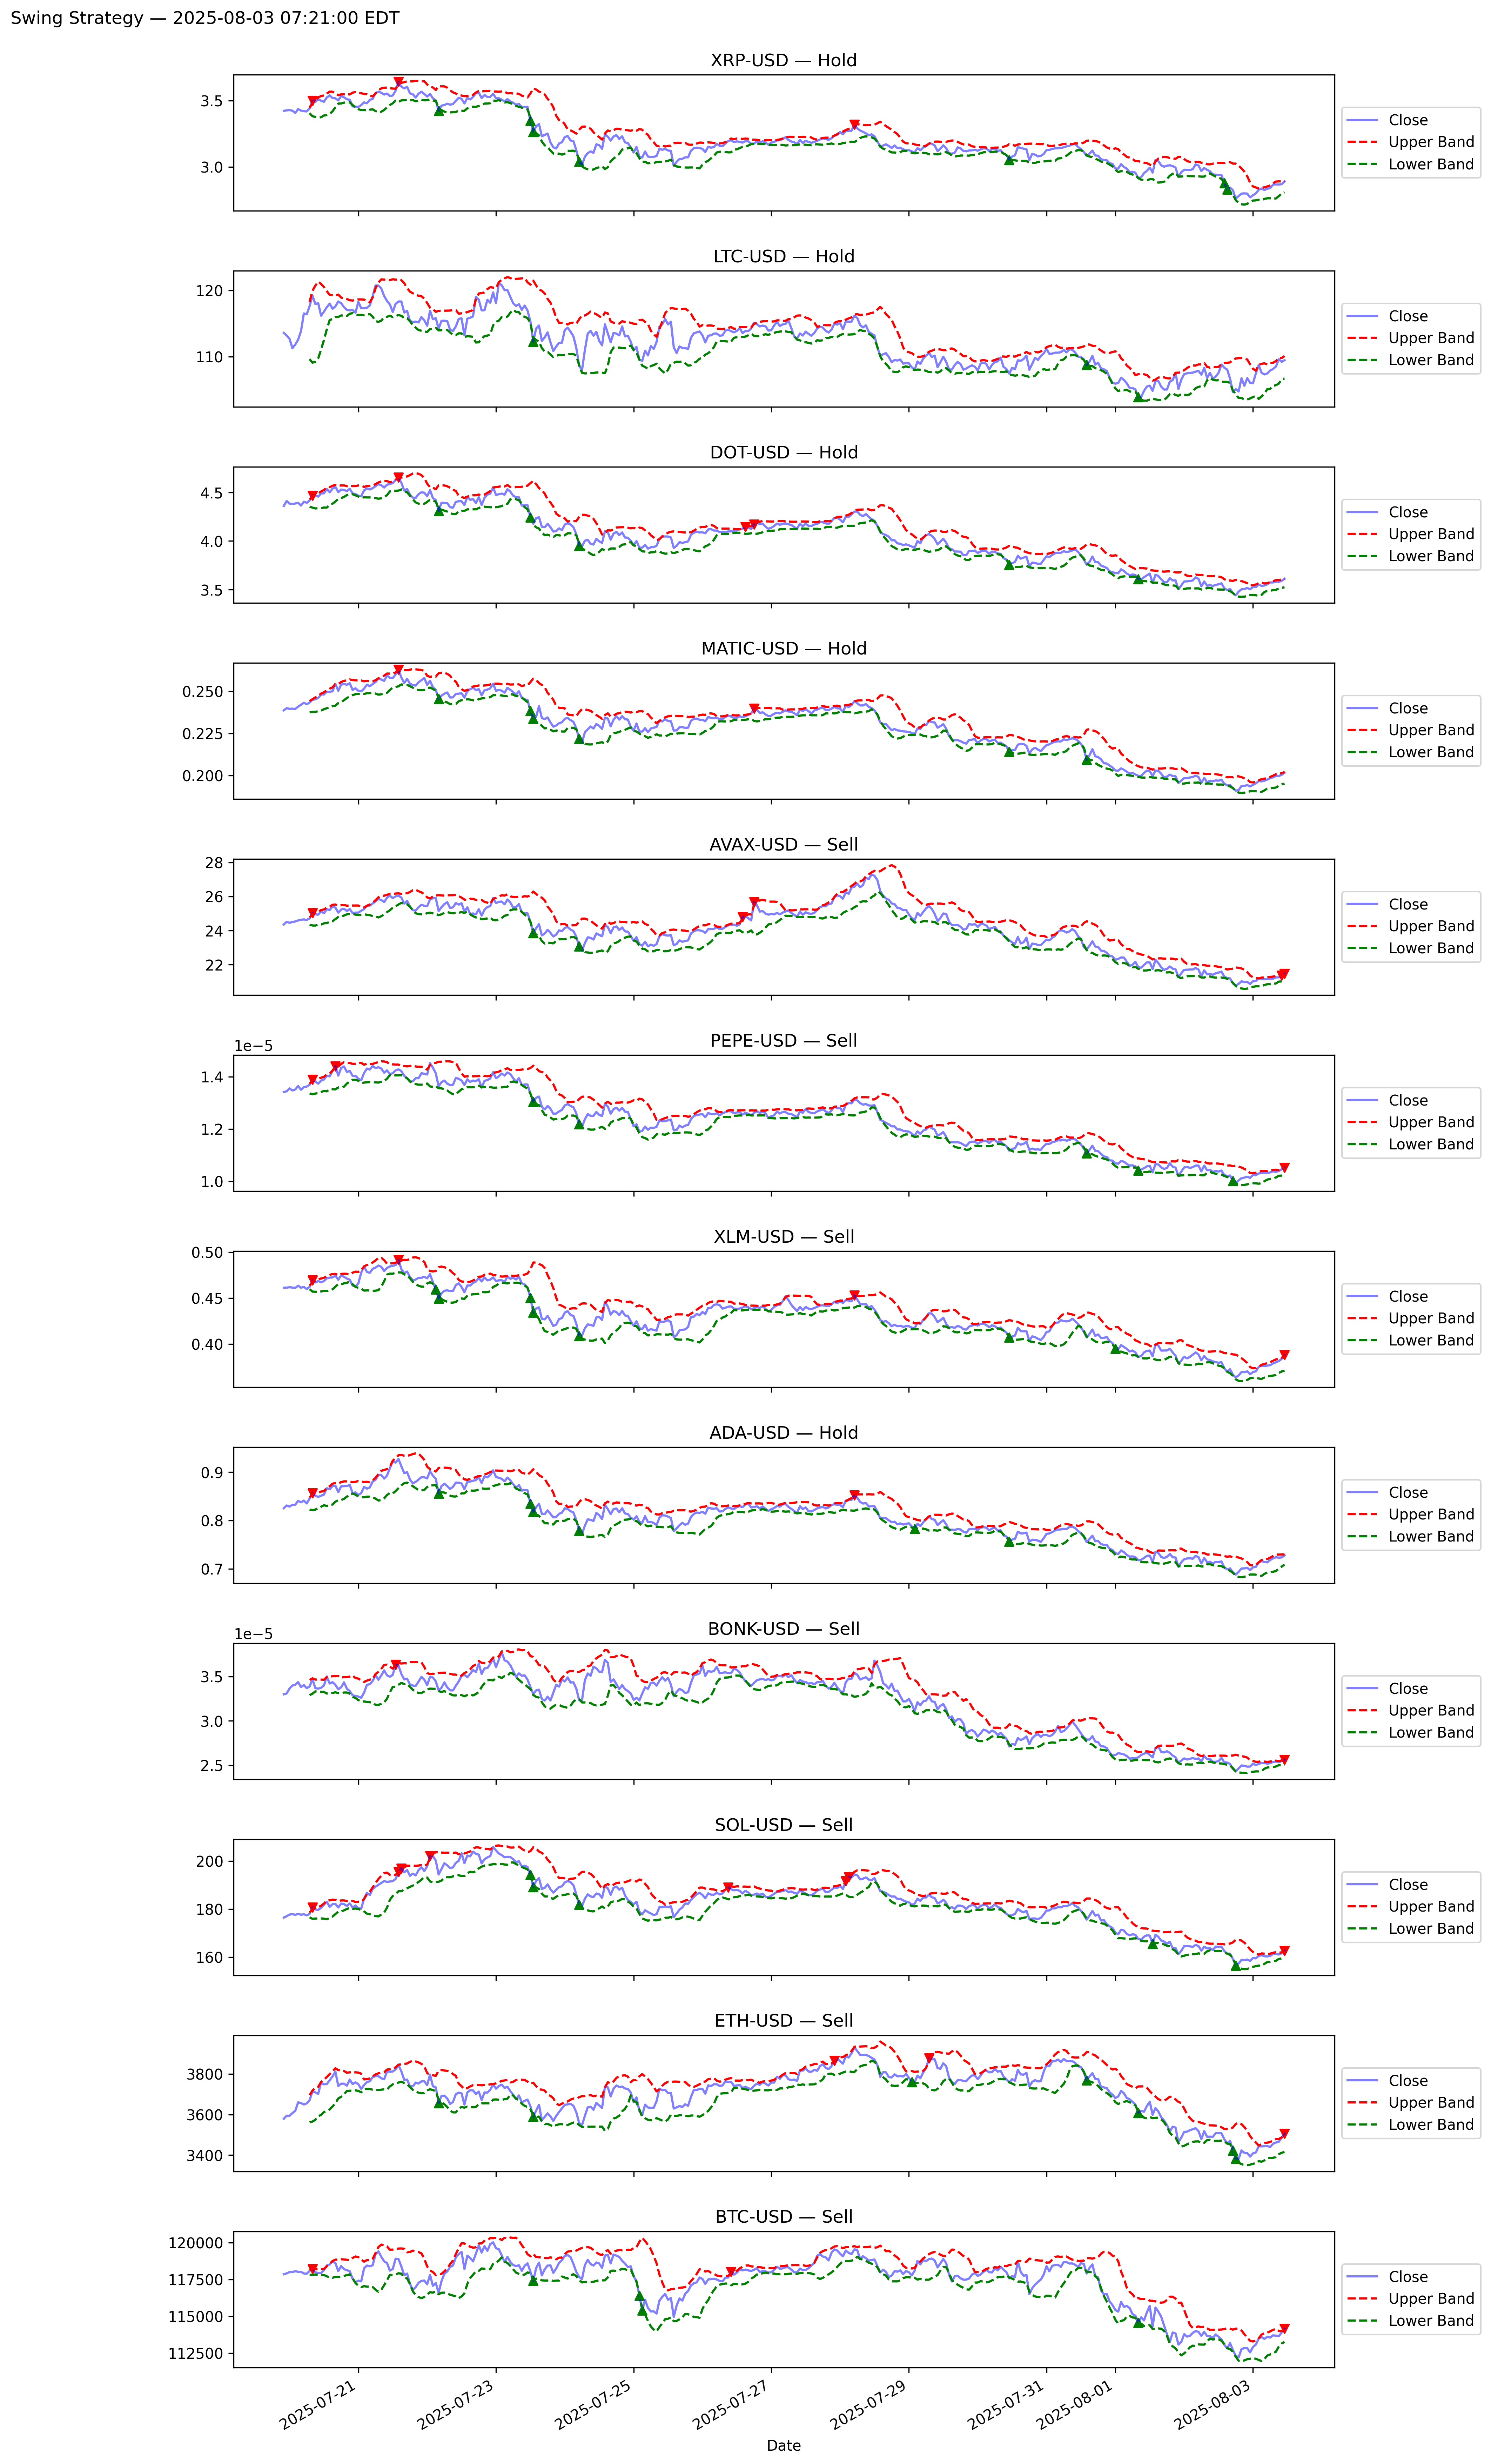 Swing Strategy — 2025-08-03 07:21:00 EDT
XRP-USD — Hold
3.5
3.0
Close
Upper Band
Lower Band
LTC-USD — Hold
120
110
Close
Upper Band
Lower Band
DOT-USD — Hold
4.5
4.0
3.5
Close
Upper Band
Lower Band
MATIC-USD — Hold
0.250
0.225
0.200
Close
Upper Band
Lower Band
AVAX-USD — Sell
28
26
24
22
Close
Upper Band
Lower Band
PEPE-USD — Sell
1e−5
1.4
1.2
1.0
Close
Upper Band
Lower Band
XLM-USD — Sell
0.50
0.45
0.40
Close
Upper Band
Lower Band
ADA-USD — Hold
0.9
0.8
0.7
Close
Upper Band
Lower Band
BONK-USD — Sell
1e−5
3.5
3.0
2.5
Close
Upper Band
Lower Band
SOL-USD — Sell
200
180
160
Close
Upper Band
Lower Band
ETH-USD — Sell
3800
3600
3400
Close
Upper Band
Lower Band
BTC-USD — Sell
120000
117500
115000
112500
Close
Upper Band
Lower Band
2025-07-21
2025-07-23
2025-07-25
2025-07-27
2025-07-29
2025-07-31
2025-08-01
2025-08-03
Date